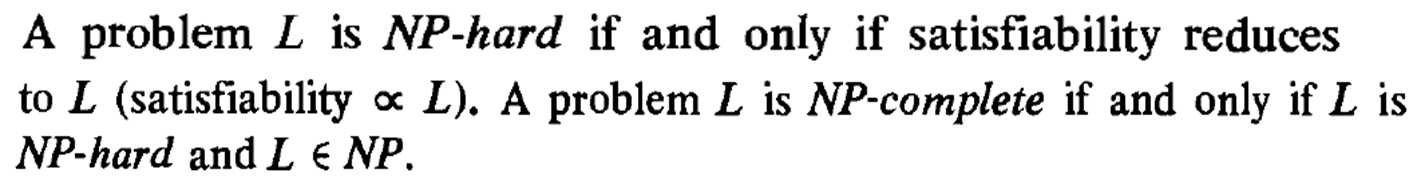 A problem L is NP-hard if and only if satisfiability reduces
to L (satisfiability ∝ L). A problem L is NP-complete if and only if L is
NP-hard and L ∈ NP.